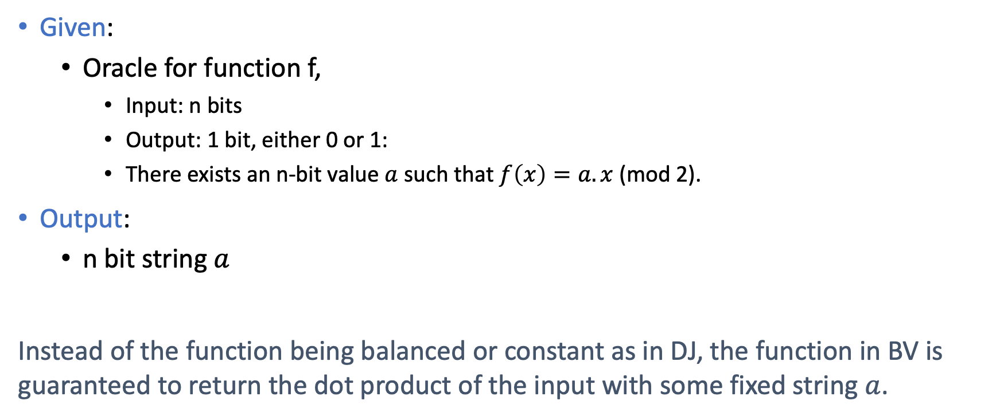 • Given:
• Oracle for function f,
• Input: n bits
• Output: 1 bit, either 0 or 1:
• There exists an n-bit value a such that f(x) = a.x (mod 2).
• Output:
• n bit string a
Instead of the function being balanced or constant as in DJ, the function in BV is
guaranteed to return the dot product of the input with some fixed string a.